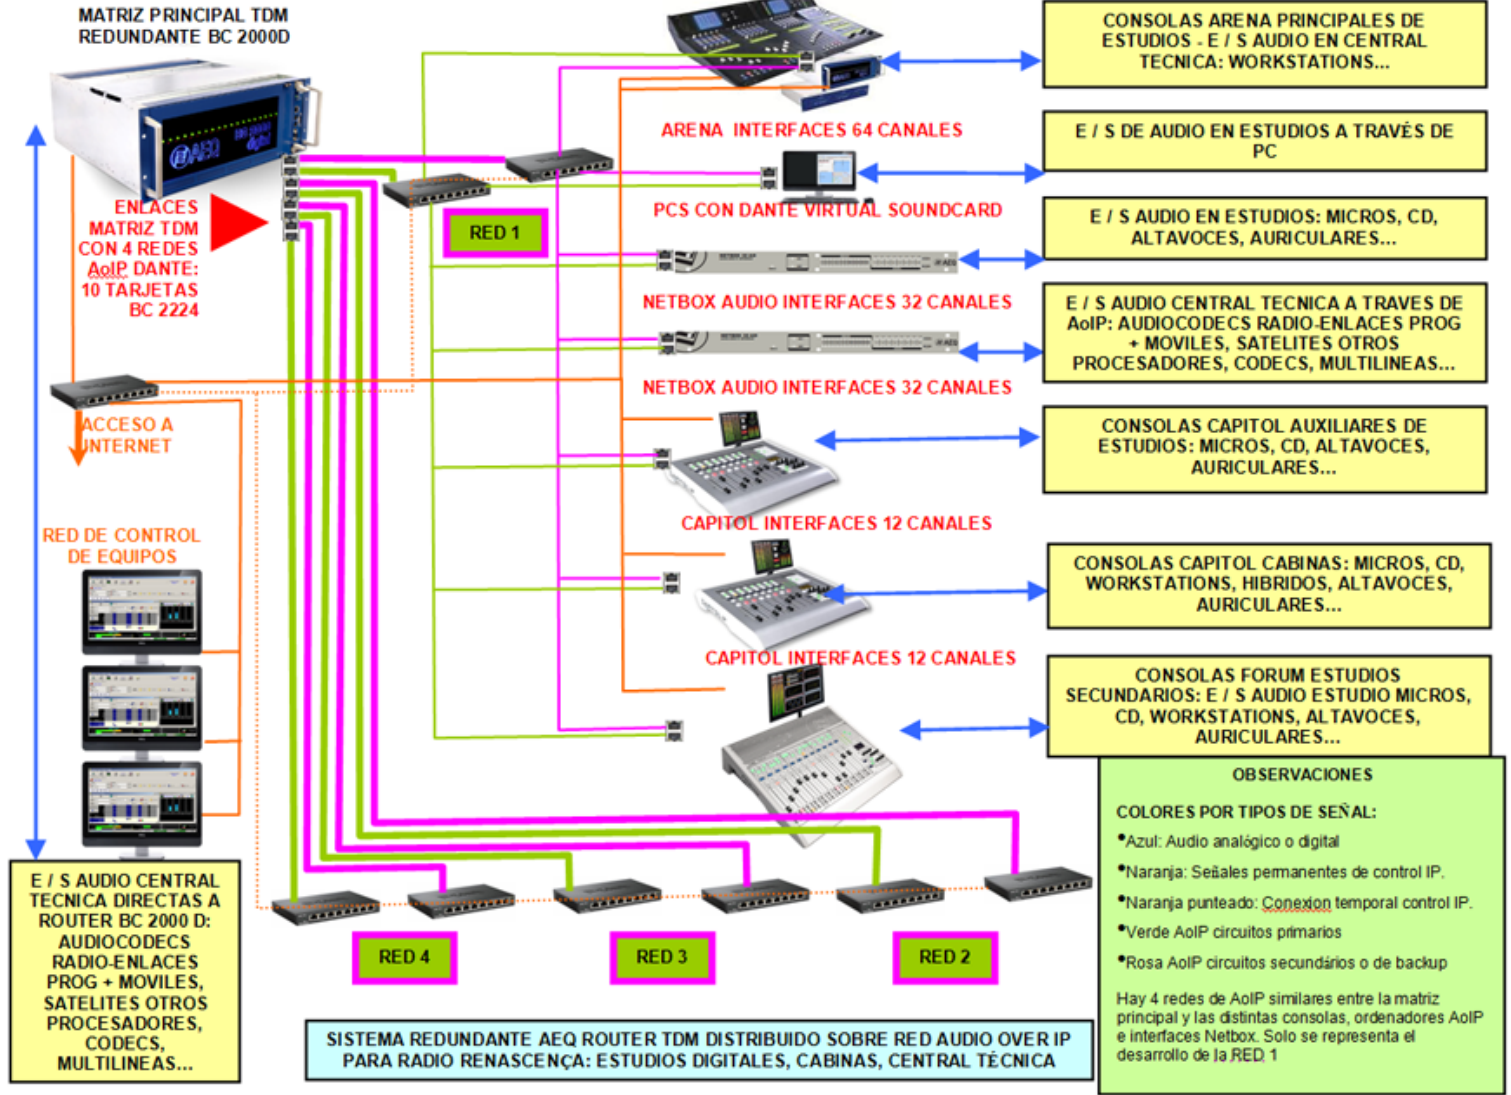 MATRIZ PRINCIPAL TDM
REDUNDANTE BC 2000D
AEQ
ENLACES
MATRIZ TDM
CON 4 REDES
AoIP DANTE:
10 TARJETAS
BC 2224
ACCESO A
INTERNET
RED DE CONTROL
DE EQUIPOS
E / S AUDIO CENTRAL
TECNICA DIRECTAS A
ROUTER BC 2000 D:
AUDIOCODECS
RADIO-ENLACES
PROG + MOVILES,
SATELITES OTROS
PROCESADORES,
CODECS,
MULTILINEAS...
RED 1
ARENA INTERFACES 64 CANALES
PCS CON DANTE VIRTUAL SOUNDCARD
NETBOX AUDIO INTERFACES 32 CANALES
NETBOX AUDIO INTERFACES 32 CANALES
CAPITOL INTERFACES 12 CANALES
CAPITOL INTERFACES 12 CANALES
CONSOLAS ARENA PRINCIPALES DE
ESTUDIOS - E / S AUDIO EN CENTRAL
TECNICA: WORKSTATIONS...
E / S DE AUDIO EN ESTUDIOS A TRAVÉS DE
PC
E / S AUDIO EN ESTUDIOS: MICROS, CD,
ALTAVOCES, AURICULARES...
E / S AUDIO CENTRAL TECNICA A TRAVES DE
AoIP: AUDIOCODECS RADIO-ENLACES PROG
+ MOVILES, SATELITES OTROS
PROCESADORES, CODECS, MULTILINEAS...
CONSOLAS CAPITOL AUXILIARES DE
ESTUDIOS: MICROS, CD, ALTAVOCES,
AURICULARES...
CONSOLAS CAPITOL CABINAS: MICROS, CD,
WORKSTATIONS, HIBRIDOS, ALTAVOCES,
AURICULARES...
CONSOLAS FORUM ESTUDIOS
SECUNDARIOS: E / S AUDIO ESTUDIO MICROS,
CD, WORKSTATIONS, ALTAVOCES,
AURICULARES...
RED 4
RED 3
RED 2
SISTEMA REDUNDANTE AEQ ROUTER TDM DISTRIBUIDO SOBRE RED AUDIO OVER IP
PARA RADIO RENASCENÇA: ESTUDIOS DIGITALES, CABINAS, CENTRAL TÉCNICA
OBSERVACIONES
COLORES POR TIPOS DE SEÑAL:
•Azul: Audio analógico o digital
•Naranja: Señales permanentes de control IP.
•Naranja punteado: Conexion temporal control IP.
•Verde AoIP circuitos primarios
•Rosa AoIP circuitos secundários o de backup
Hay 4 redes de AoIP similares entre la matriz
principal y las distintas consolas, ordenadores AoIP
e interfaces Netbox. Solo se representa el
desarrollo de la RED 1